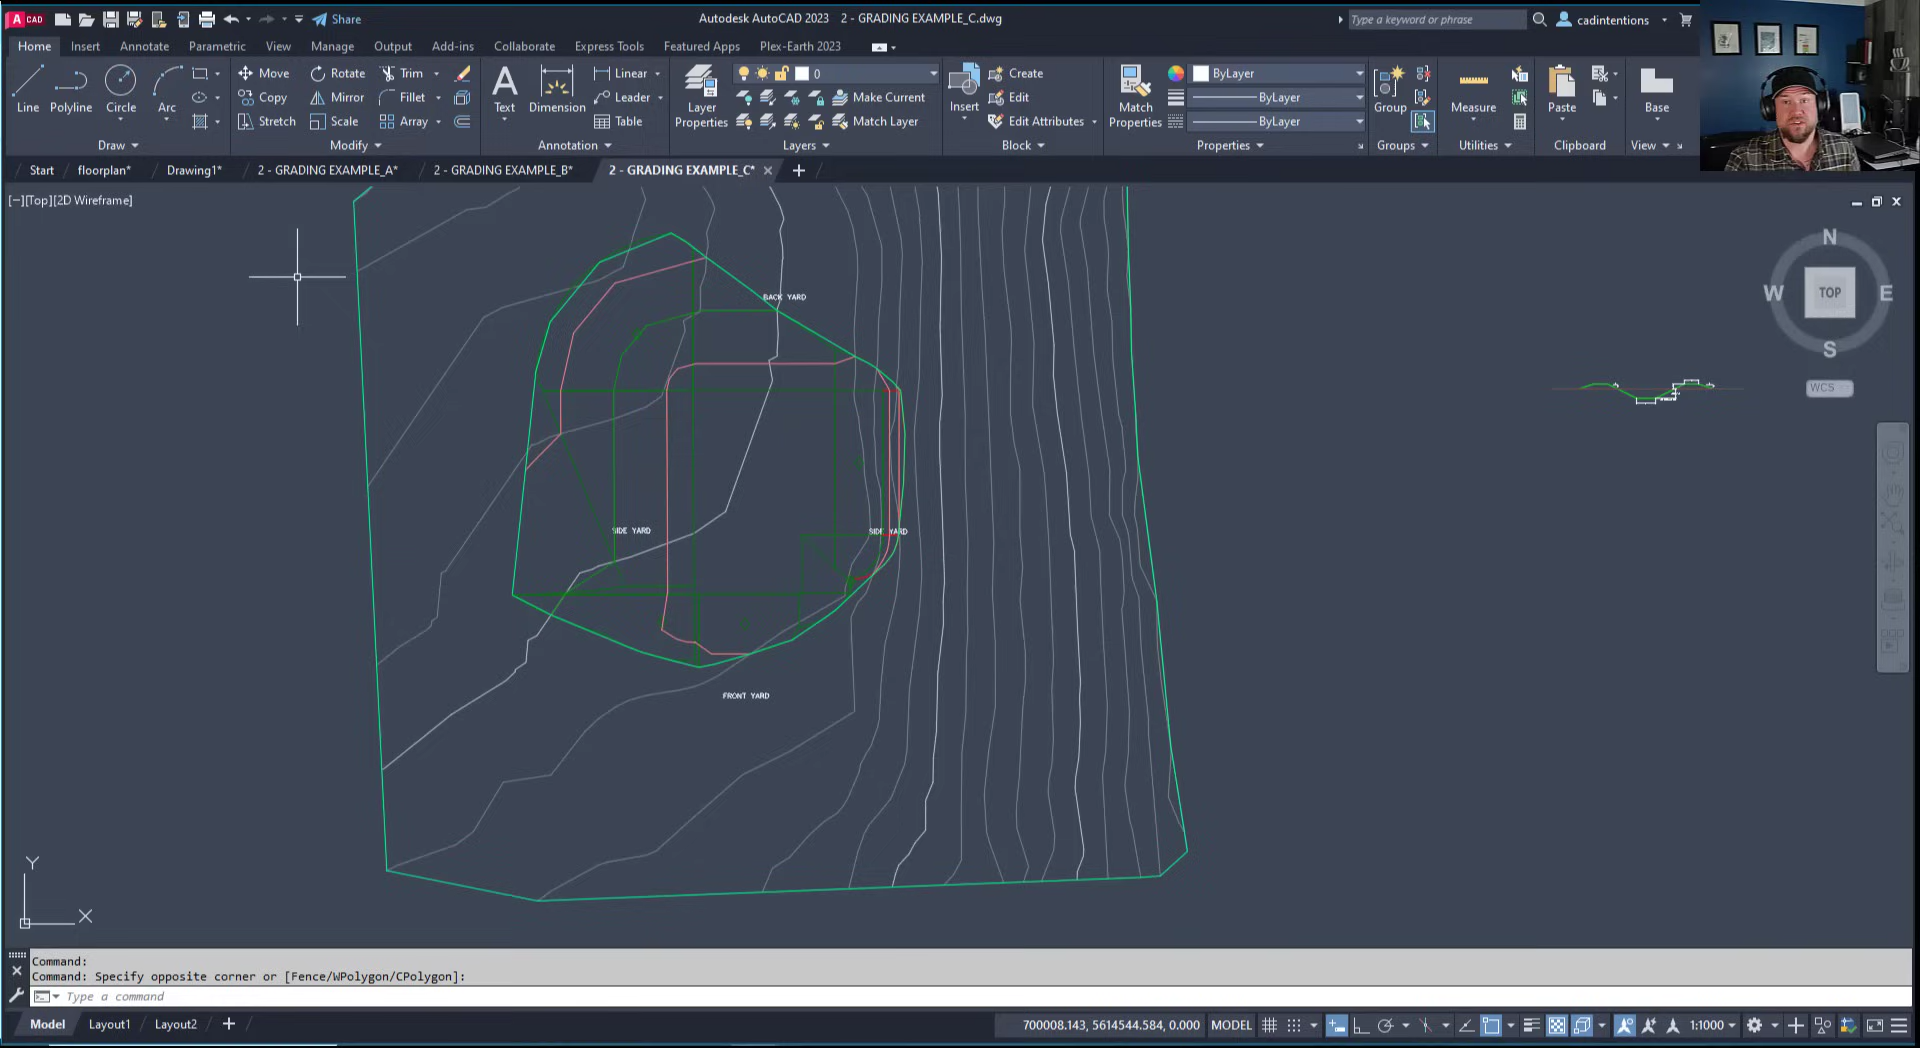 A CAD
Share
Autodesk AutoCAD 2023 2 - GRADING EXAMPLE_C.dwg
Type a keyword or phrase
cadintentions
Home Insert Annotate Parametric View Manage Output Add-ins Collaborate Express Tools Featured Apps Plex-Earth 2023
Line
Polyline
Circle
Arc
Draw
Move
Rotate
Trim
Copy
Mirror
Fillet
Stretch
Scale
Array
Modify
Text
Dimension
Linear
Leader
Table
Annotation
Layer
Properties
0
Make Current
Match Layer
Layers
Insert
Create
Edit
Edit Attributes
Block
Match
Properties
ByLayer
ByLayer
ByLayer
Properties
Group
Groups
Measure
Utilities
Paste
Clipboard
Base
View
Start floorplan* Drawing1* 2 - GRADING EXAMPLE_A* 2 - GRADING EXAMPLE_B* 2 - GRADING EXAMPLE_C*
[−][Top][2D Wireframe]
N
W TOP E
S
WCS
BACK YARD
SIDE YARD
SIDE YARD
FRONT YARD
Y
X
Command:
Command: Specify opposite corner or [Fence/WPolygon/CPolygon]:
Type a command
Model Layout1 Layout2
700008.143, 5614544.584, 0.000 MODEL 1:1000